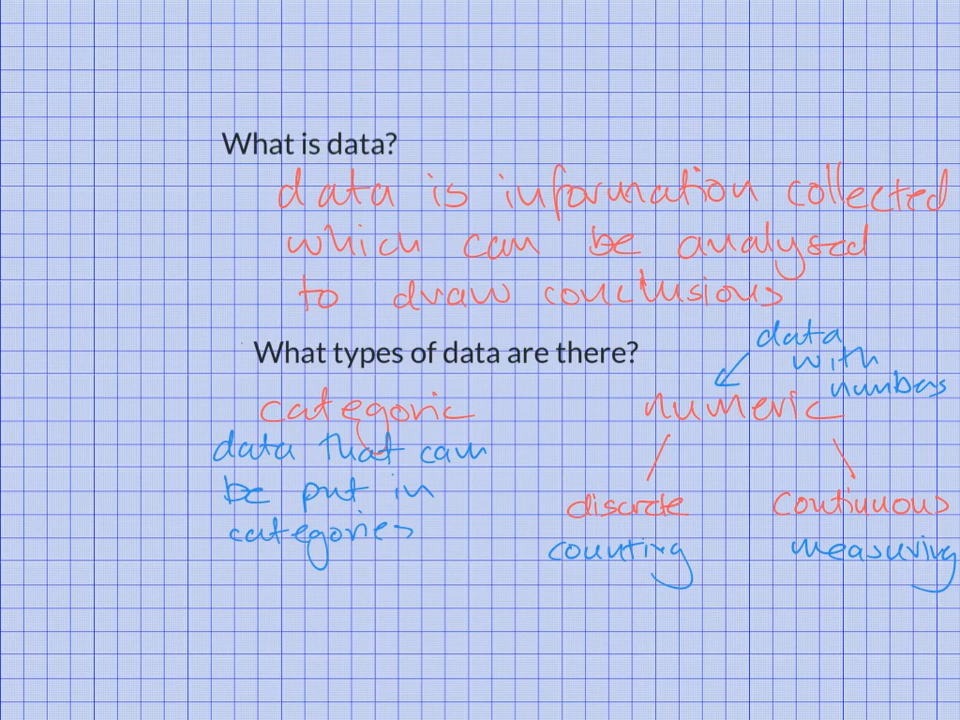 What is data?
data is information collected
which can be analysed
to draw conclusions
What types of data are there?
data
with
numbers
categoric
numeric
data that can
be put in
categories
discrete
continuous
counting
measuring